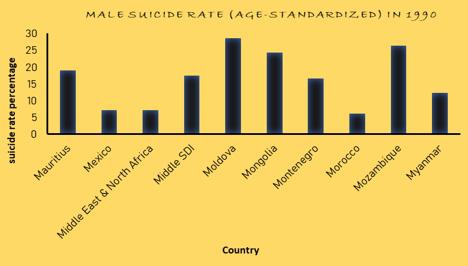 MALE SUICIDE RATE (AGE-STANDARDIZED) IN 1990
suicide rate percentage
30
25
20
15
10
5
0
Mauritius
Mexico
Middle East & North Africa
Middle SDI
Moldova
Mongolia
Montenegro
Morocco
Mozambique
Myanmar
Country